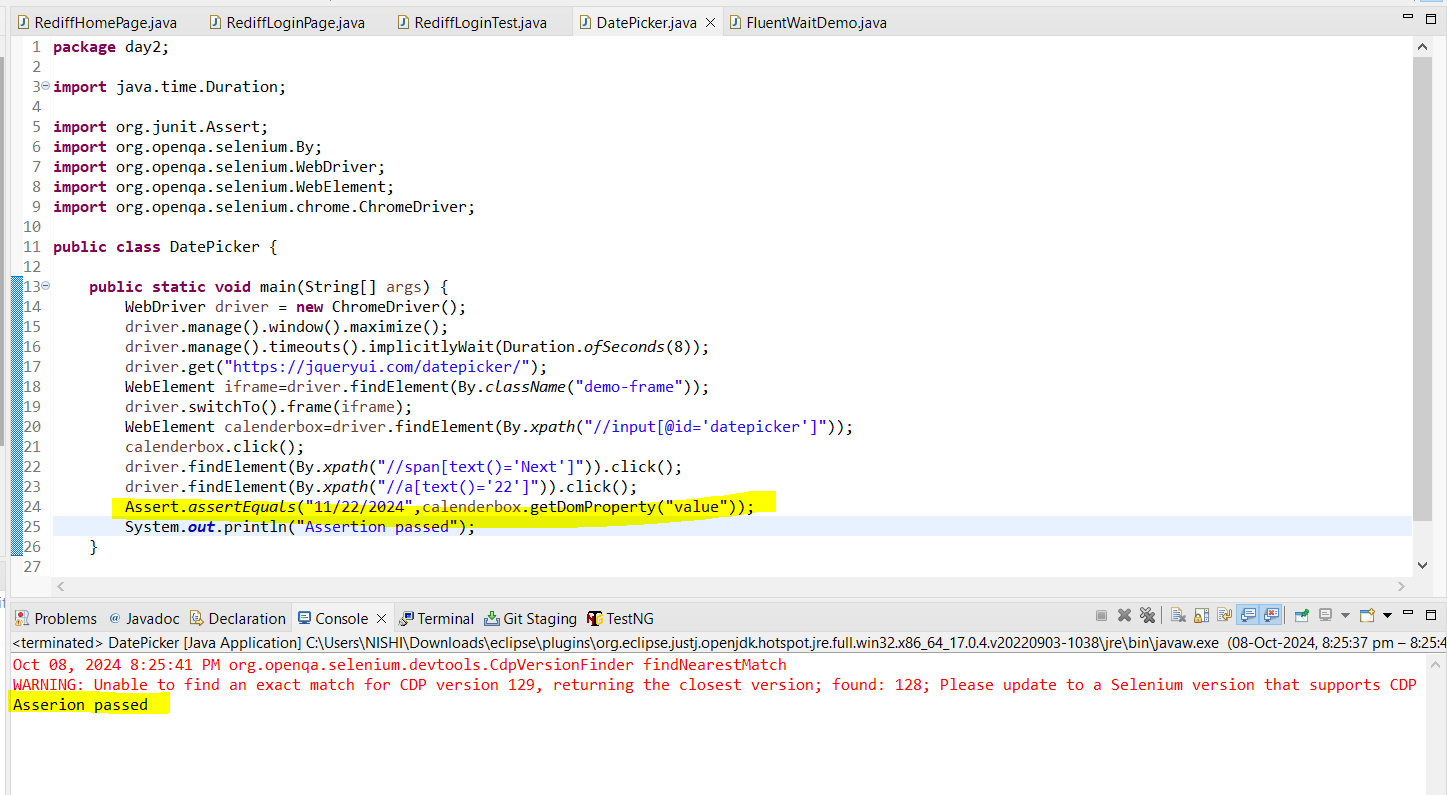 RediffHomePage.java RediffLoginPage.java RediffLoginTest.java DatePicker.java FluentWaitDemo.java
1 package day2;
2
3 import java.time.Duration;
4
5 import org.junit.Assert;
6 import org.openqa.selenium.By;
7 import org.openqa.selenium.WebDriver;
8 import org.openqa.selenium.WebElement;
9 import org.openqa.selenium.chrome.ChromeDriver;
10
11 public class DatePicker {
12
13 public static void main(String[] args) {
14 WebDriver driver = new ChromeDriver();
15 driver.manage().window().maximize();
16 driver.manage().timeouts().implicitlyWait(Duration.ofSeconds(8));
17 driver.get("https://jqueryui.com/datepicker/");
18 WebElement iframe=driver.findElement(By.className("demo-frame"));
19 driver.switchTo().frame(iframe);
20 WebElement calenderbox=driver.findElement(By.xpath("//input[@id='datepicker']"));
21 calenderbox.click();
22 driver.findElement(By.xpath("//span[text()='Next']")).click();
23 driver.findElement(By.xpath("//a[text()='22']")).click();
24 Assert.assertEquals("11/22/2024",calenderbox.getDomProperty("value"));
25 System.out.println("Assertion passed");
26 }
27
Problems Javadoc Declaration Console Terminal Git Staging TestNG
<terminated> DatePicker [Java Application] C:\Users\NISHI\Downloads\eclipse\plugins\org.eclipse.justj.openjdk.hotspot.jre.full.win32.x86_64_17.0.4.v20220903-1038\jre\bin\javaw.exe (08-Oct-2024, 8:25:37 pm – 8:25:4
Oct 08, 2024 8:25:41 PM org.openqa.selenium.devtools.CdpVersionFinder findNearestMatch
WARNING: Unable to find an exact match for CDP version 129, returning the closest version; found: 128; Please update to a Selenium version that supports CDP
Asserion passed